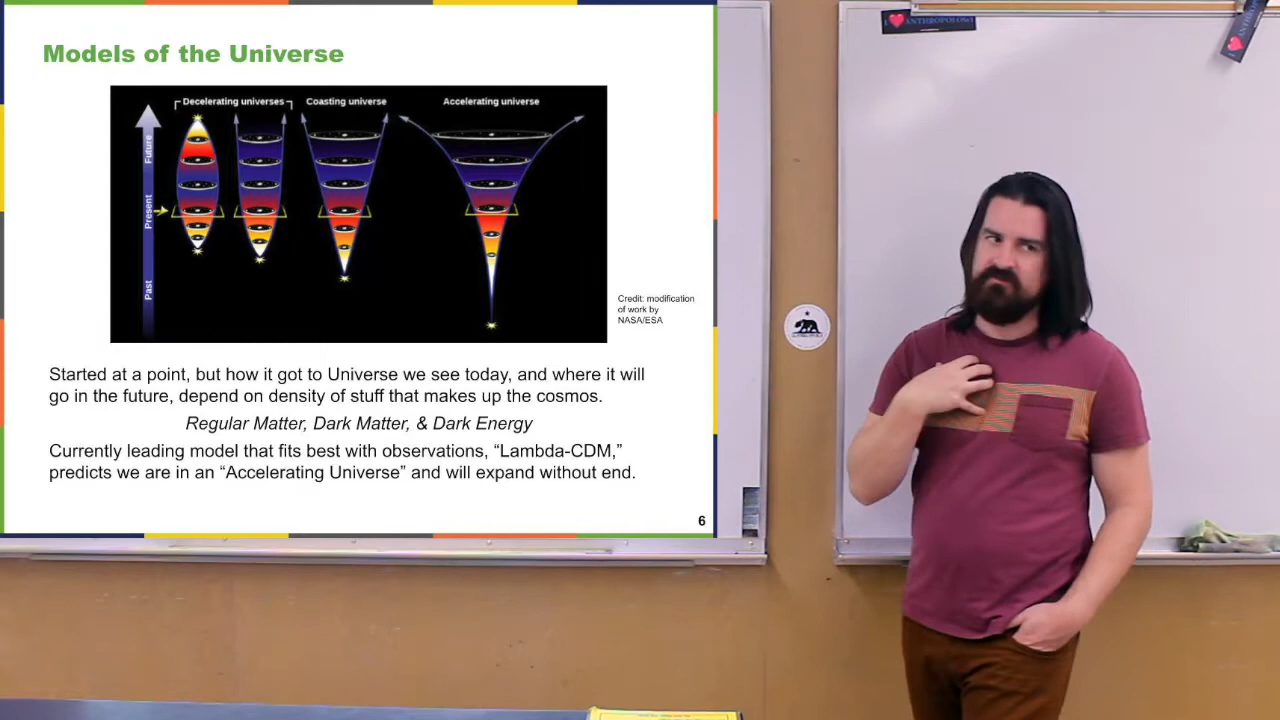 Models of the Universe
Decelerating universes
Coasting universe
Accelerating universe
Future
Present
Past
Credit: modification
of work by
NASA/ESA
Started at a point, but how it got to Universe we see today, and where it will
go in the future, depend on density of stuff that makes up the cosmos.
Regular Matter, Dark Matter, & Dark Energy
Currently leading model that fits best with observations, “Lambda-CDM,”
predicts we are in an “Accelerating Universe” and will expand without end.
6
I ❤ ANTHROPOLOGY